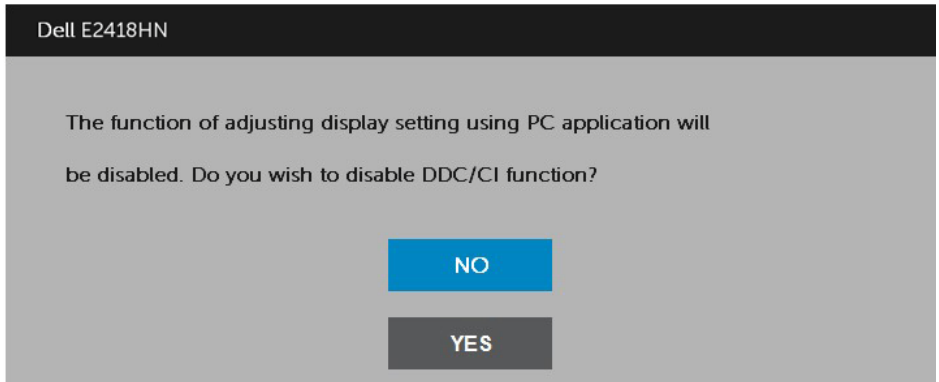 Dell E2418HN
The function of adjusting display setting using PC application will
be disabled. Do you wish to disable DDC/CI function?
NO
YES